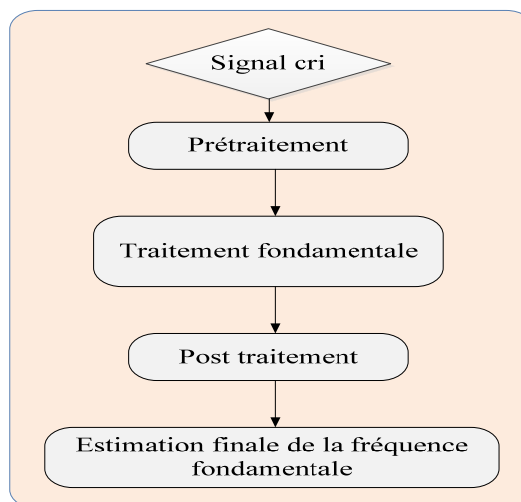 Signal cri
Prétraitement
Traitement fondamentale
Post traitement
Estimation finale de la fréquence
fondamentale